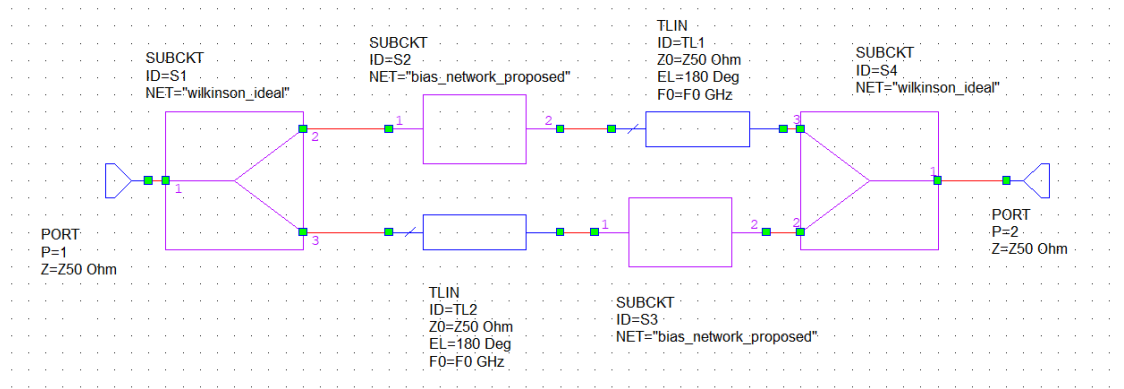 SUBCKT
ID=S1
NET="wilkinson_ideal"
SUBCKT
ID=S2
NET="bias_network_proposed"
TLIN
ID=TL1
Z0=Z50 Ohm
EL=180 Deg
F0=F0 GHz
SUBCKT
ID=S4
NET="wilkinson_ideal"
1
2
3
1
2
3
2
1
1
2
PORT
P=1
Z=Z50 Ohm
TLIN
ID=TL2
Z0=Z50 Ohm
EL=180 Deg
F0=F0 GHz
SUBCKT
ID=S3
NET="bias_network_proposed"
PORT
P=2
Z=Z50 Ohm